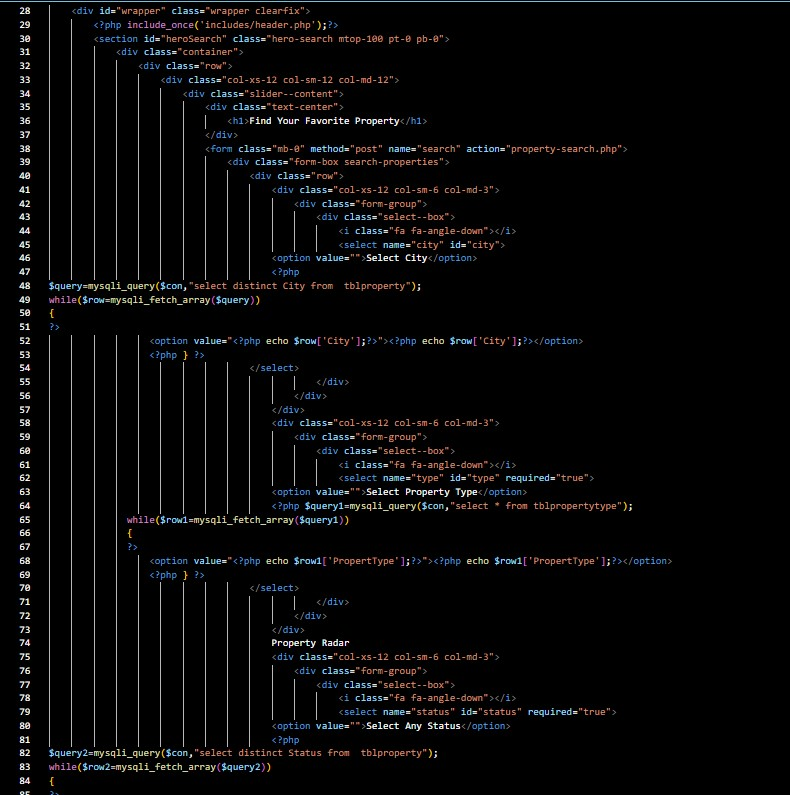 28 <div id="wrapper" class="wrapper clearfix">
29 <?php include_once('includes/header.php');?>
30 <section id="heroSearch" class="hero-search mtop-100 pt-0 pb-0">
31 <div class="container">
32 <div class="row">
33 <div class="col-xs-12 col-sm-12 col-md-12">
34 <div class="slider--content">
35 <div class="text-center">
36 <h1>Find Your Favorite Property</h1>
37 </div>
38 <form class="mb-0" method="post" name="search" action="property-search.php">
39 <div class="form-box search-properties">
40 <div class="row">
41 <div class="col-xs-12 col-sm-6 col-md-3">
42 <div class="form-group">
43 <div class="select--box">
44 <i class="fa fa-angle-down"></i>
45 <select name="city" id="city">
46 <option value="">Select City</option>
47 <?php
48 $query=mysqli_query($con,"select distinct City from  tblproperty");
49 while($row=mysqli_fetch_array($query))
50 {
51 ?>
52 <option value="<?php echo $row['City'];?>"><?php echo $row['City'];?></option>
53 <?php } ?>
54 </select>
55 </div>
56 </div>
57 </div>
58 <div class="col-xs-12 col-sm-6 col-md-3">
59 <div class="form-group">
60 <div class="select--box">
61 <i class="fa fa-angle-down"></i>
62 <select name="type" id="type" required="true">
63 <option value="">Select Property Type</option>
64 <?php $query1=mysqli_query($con,"select * from tblpropertytype");
65 while($row1=mysqli_fetch_array($query1))
66 {
67 ?>
68 <option value="<?php echo $row1['PropertType'];?>"><?php echo $row1['PropertType'];?></option>
69 <?php } ?>
70 </select>
71 </div>
72 </div>
73 </div>
74 Property Radar
75 <div class="col-xs-12 col-sm-6 col-md-3">
76 <div class="form-group">
77 <div class="select--box">
78 <i class="fa fa-angle-down"></i>
79 <select name="status" id="status" required="true">
80 <option value="">Select Any Status</option>
81 <?php
82 $query2=mysqli_query($con,"select distinct Status from  tblproperty");
83 while($row2=mysqli_fetch_array($query2))
84 {
85 ?>